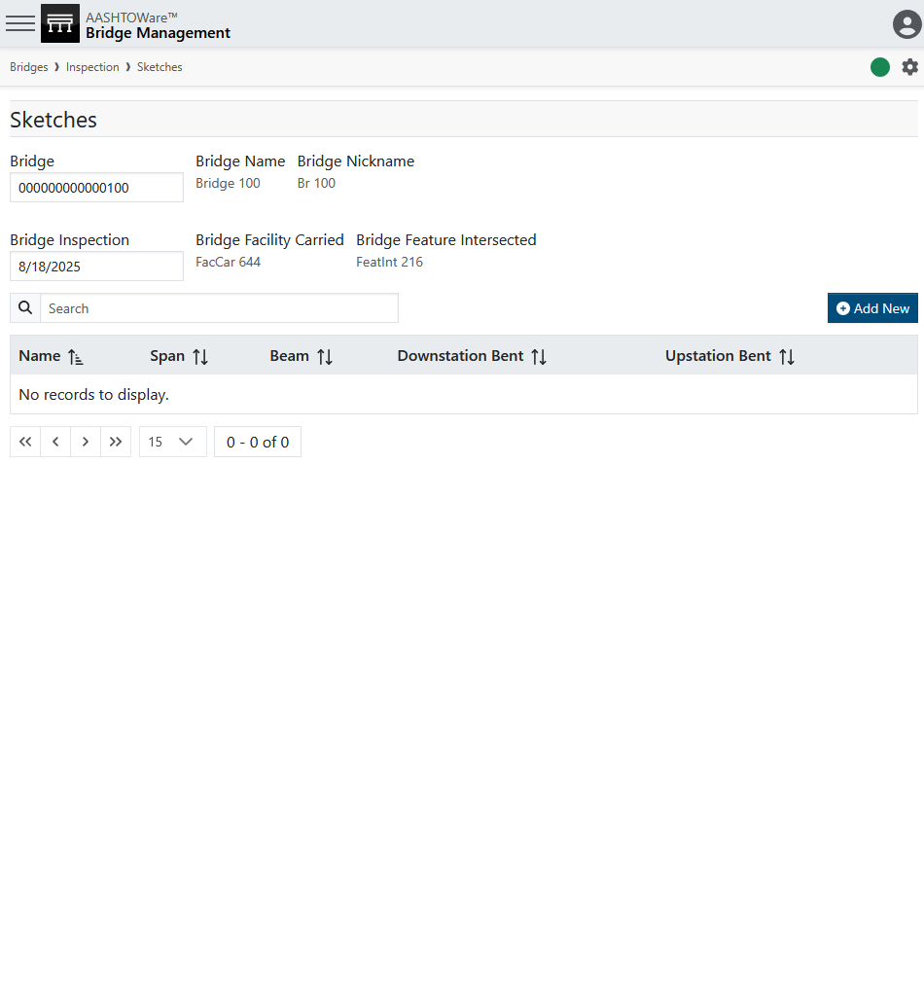 AASHTOWare™
Bridge Management
Bridges ❱ Inspection ❱ Sketches
Sketches
Bridge
000000000000100
Bridge Name
Bridge 100
Bridge Nickname
Br 100
Bridge Inspection
8/18/2025
Bridge Facility Carried
FacCar 644
Bridge Feature Intersected
FeatInt 216
Search
Add New
Name Span Beam Downstation Bent Upstation Bent
No records to display.
15
0 - 0 of 0